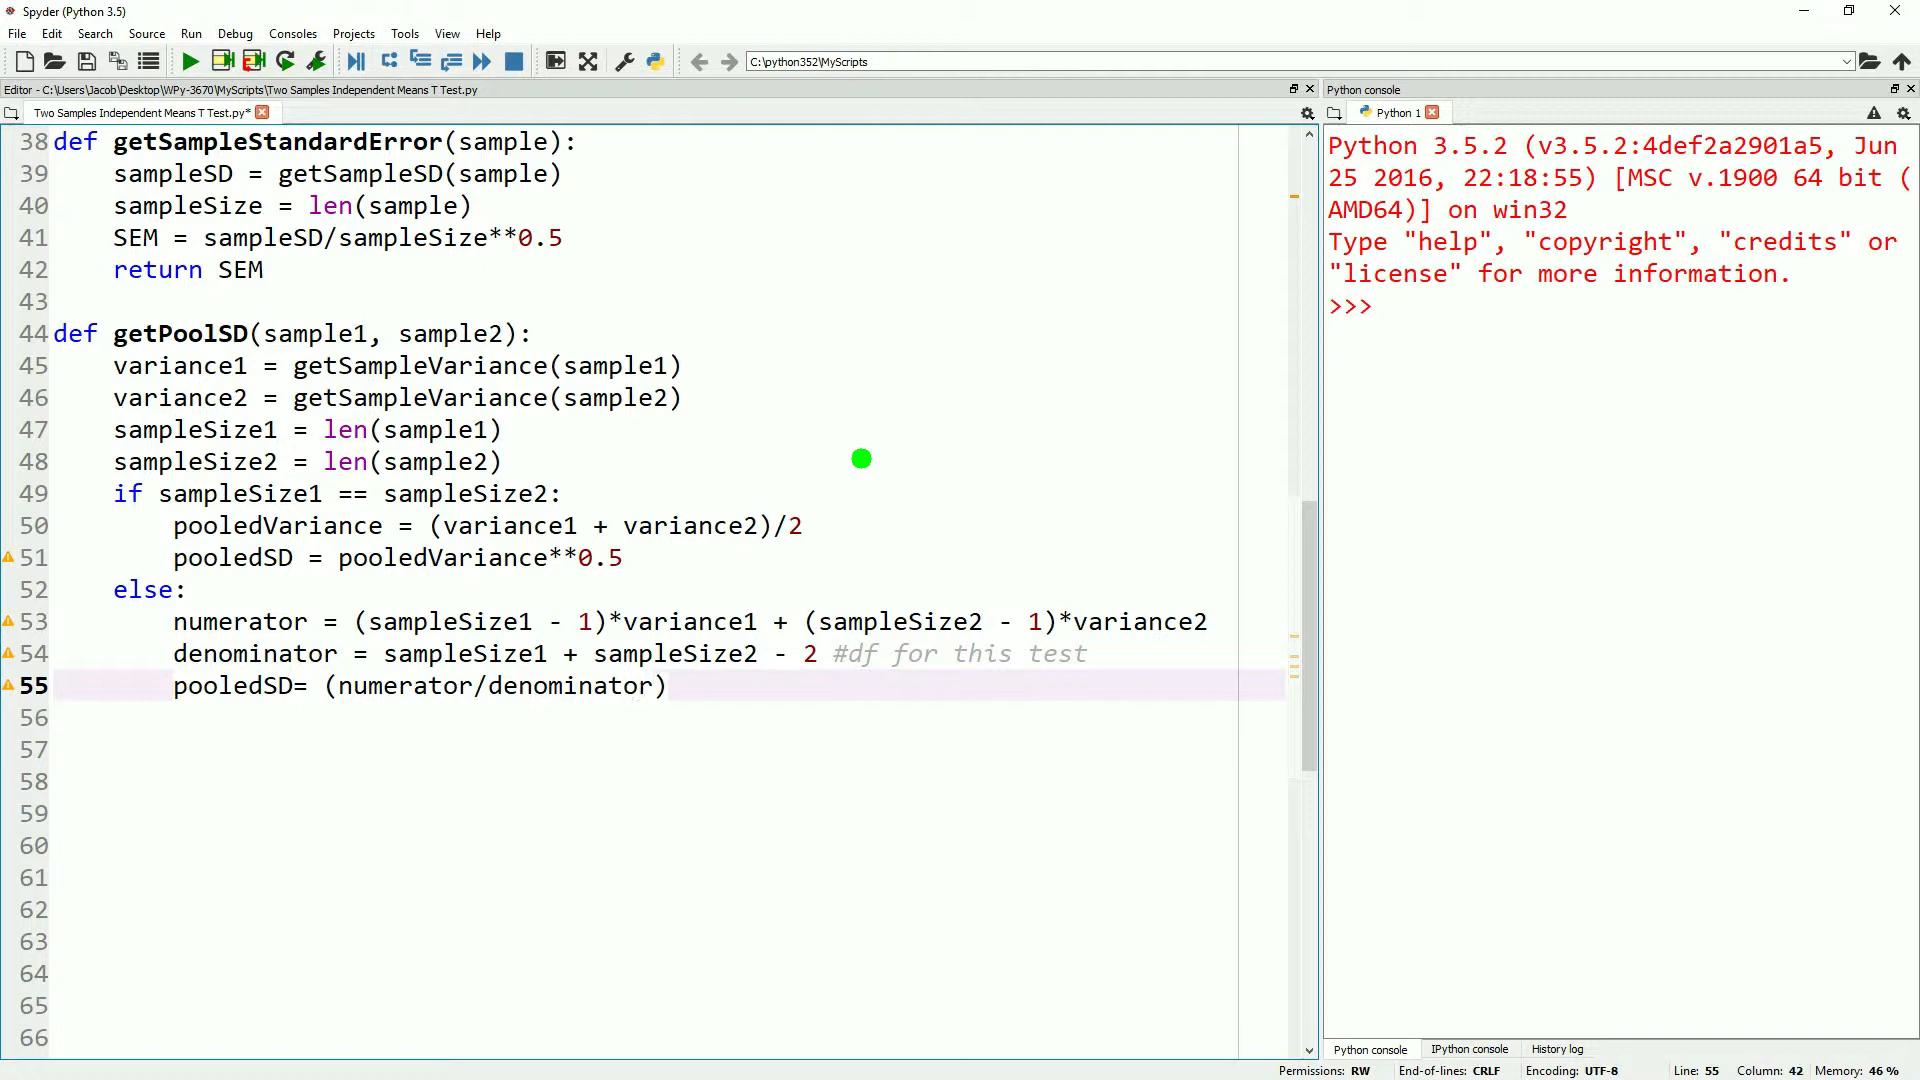 Spyder (Python 3.5)
File Edit Search Source Run Debug Consoles Projects Tools View Help
C:\python352\MyScripts
Editor - C:\Users\Jacob\Desktop\WPy-3670\MyScripts\Two Samples Independent Means T Test.py
Python console
Two Samples Independent Means T Test.py*
Python 1
38 def getSampleStandardError(sample):
39     sampleSD = getSampleSD(sample)
40     sampleSize = len(sample)
41     SEM = sampleSD/sampleSize**0.5
42     return SEM
43
44 def getPoolSD(sample1, sample2):
45     variance1 = getSampleVariance(sample1)
46     variance2 = getSampleVariance(sample2)
47     sampleSize1 = len(sample1)
48     sampleSize2 = len(sample2)
49     if sampleSize1 == sampleSize2:
50         pooledVariance = (variance1 + variance2)/2
51         pooledSD = pooledVariance**0.5
52     else:
53         numerator = (sampleSize1 - 1)*variance1 + (sampleSize2 - 1)*variance2
54         denominator = sampleSize1 + sampleSize2 - 2 #df for this test
55         pooledSD= (numerator/denominator)
56
57
58
59
60
61
62
63
64
65
66
Python 3.5.2 (v3.5.2:4def2a2901a5, Jun
25 2016, 22:18:55) [MSC v.1900 64 bit (
AMD64)] on win32
Type "help", "copyright", "credits" or
"license" for more information.
>>>
Python console IPython console History log
Permissions: RW End-of-lines: CRLF Encoding: UTF-8 Line: 55 Column: 42 Memory: 46 %